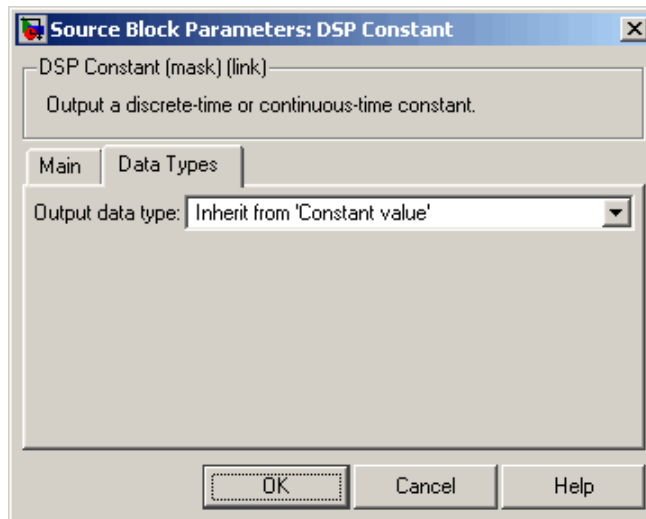 Source Block Parameters: DSP Constant
DSP Constant (mask) (link)
Output a discrete-time or continuous-time constant.
Main Data Types
Output data type: Inherit from 'Constant value'
OK Cancel Help